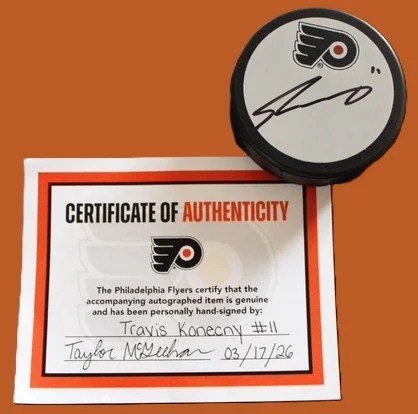 11
CERTIFICATE OF AUTHENTICITY
The Philadelphia Flyers certify that the
accompanying autographed item is genuine
and has been personally hand-signed by:
Travis Konecny #11
Taylor McGeehan 03/17/26